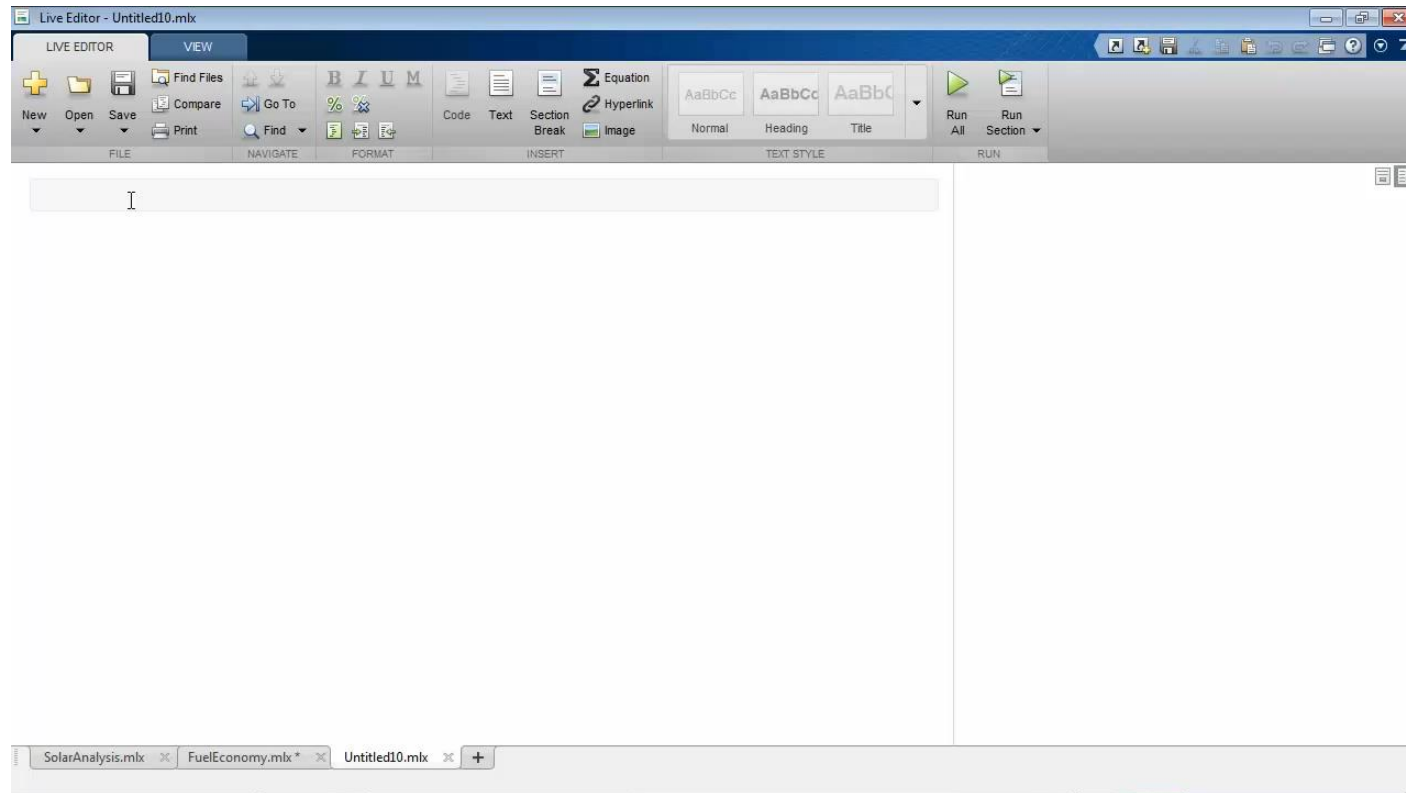 Live Editor - Untitled10.mlx
LIVE EDITOR VIEW
New Open Save Find Files Compare Print
FILE
Go To Find
NAVIGATE
B I U M
FORMAT
Code Text Section Break Equation Hyperlink Image
INSERT
AaBbCc Normal AaBbCc Heading AaBbC Title
TEXT STYLE
Run All Run Section
RUN
SolarAnalysis.mlx FuelEconomy.mlx * Untitled10.mlx +